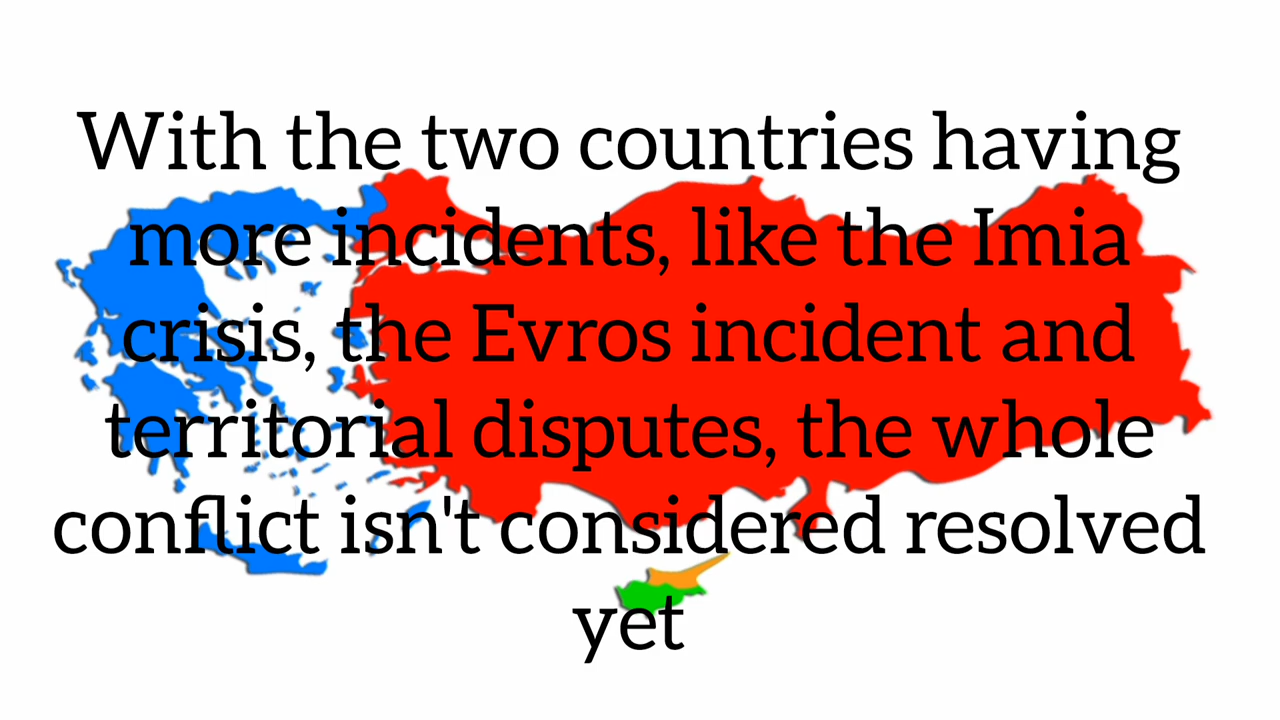 With the two countries having
more incidents, like the Imia
crisis, the Evros incident and
territorial disputes, the whole
conflict isn't considered resolved
yet